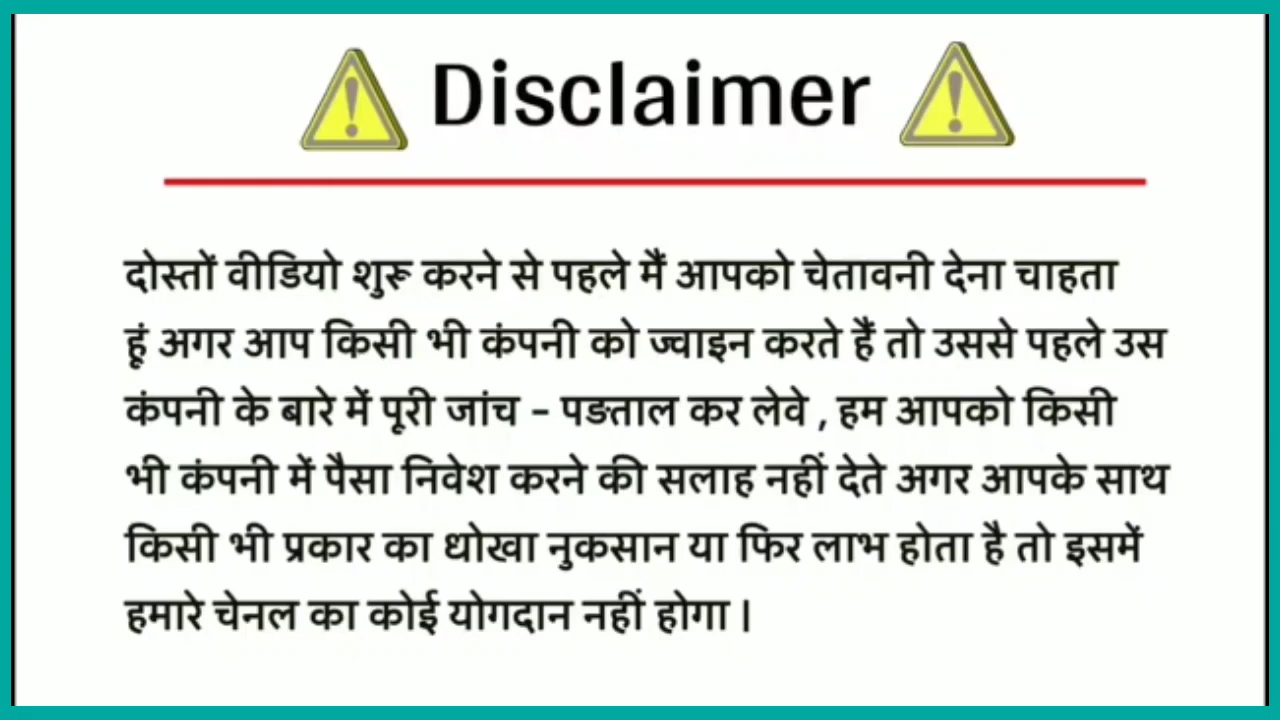 Disclaimer
दोस्तों वीडियो शुरू करने से पहले मैं आपको चेतावनी देना चाहता
हूं अगर आप किसी भी कंपनी को ज्वाइन करते हैं तो उससे पहले उस
कंपनी के बारे में पूरी जांच - पङताल कर लेवे , हम आपको किसी
भी कंपनी में पैसा निवेश करने की सलाह नहीं देते अगर आपके साथ
किसी भी प्रकार का धोखा नुकसान या फिर लाभ होता है तो इसमें
हमारे चेनल का कोई योगदान नहीं होगा ।